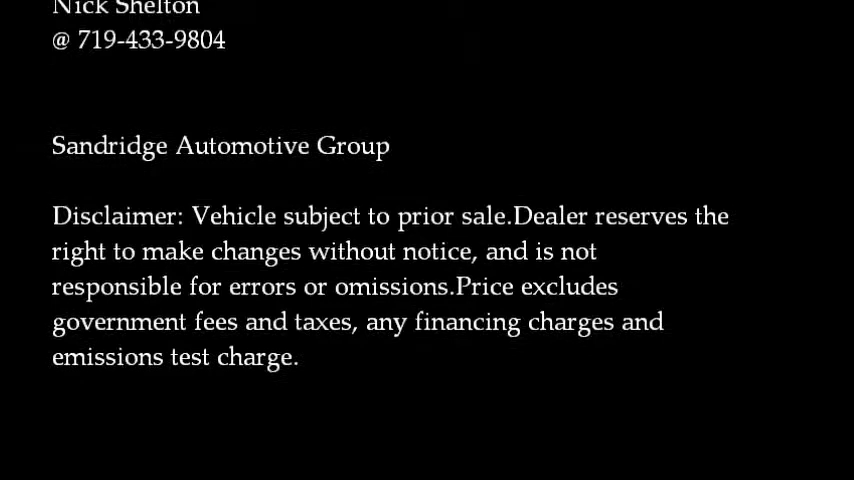 Nick Shelton
@ 719-433-9804
Sandridge Automotive Group
Disclaimer: Vehicle subject to prior sale.Dealer reserves the
right to make changes without notice, and is not
responsible for errors or omissions.Price excludes
government fees and taxes, any financing charges and
emissions test charge.